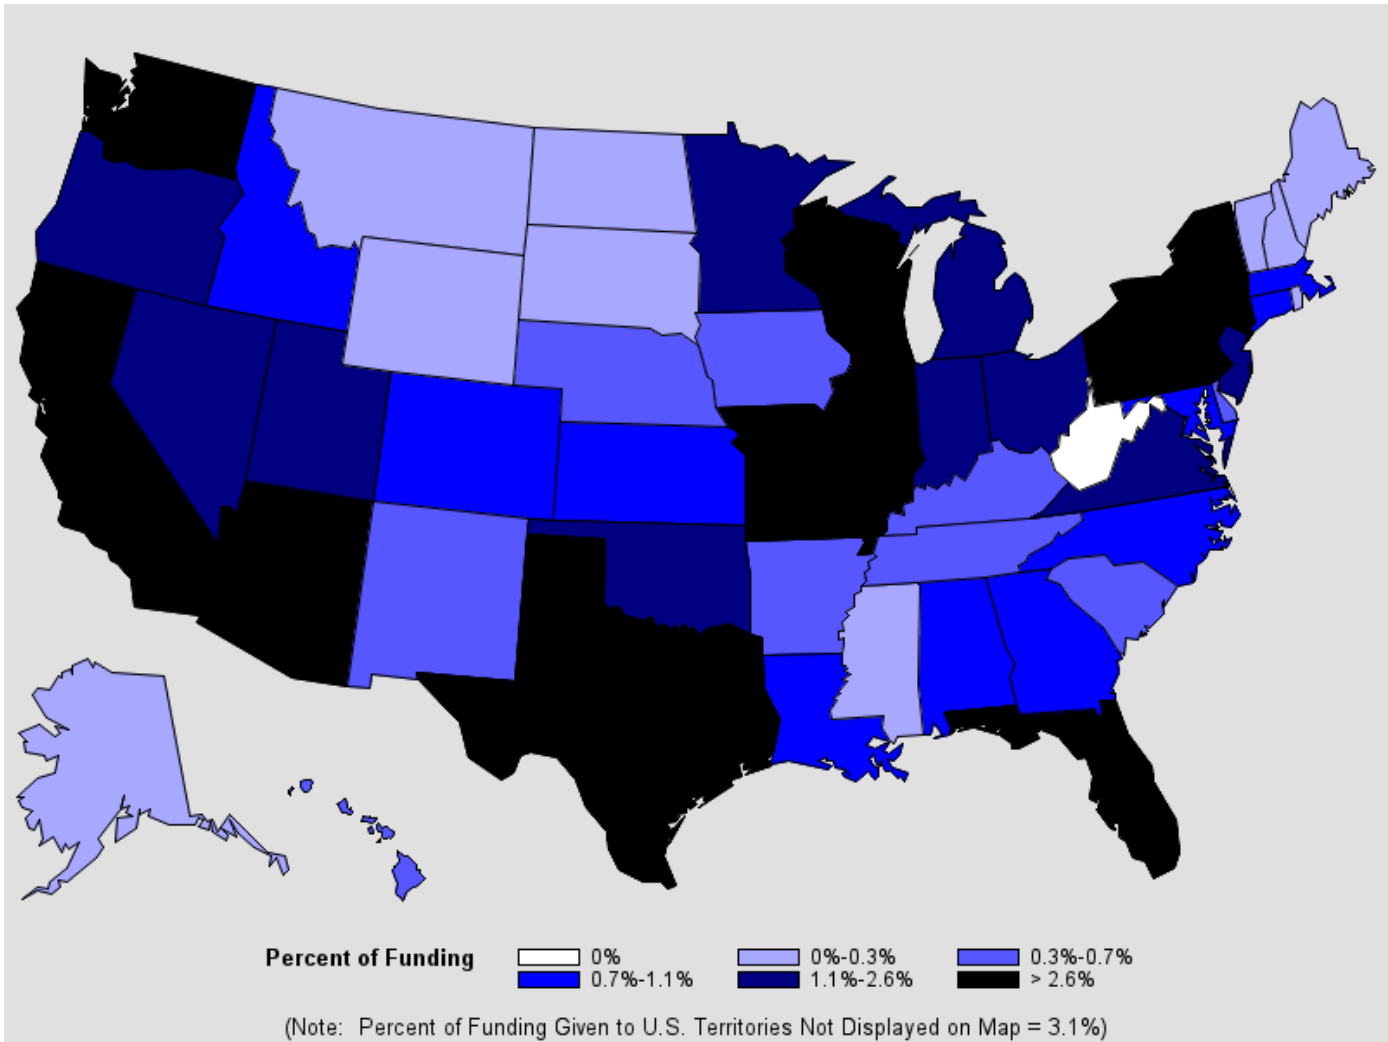 Percent of Funding 0% 0%-0.3% 0.3%-0.7%
0.7%-1.1% 1.1%-2.6% > 2.6%
(Note: Percent of Funding Given to U.S. Territories Not Displayed on Map = 3.1%)